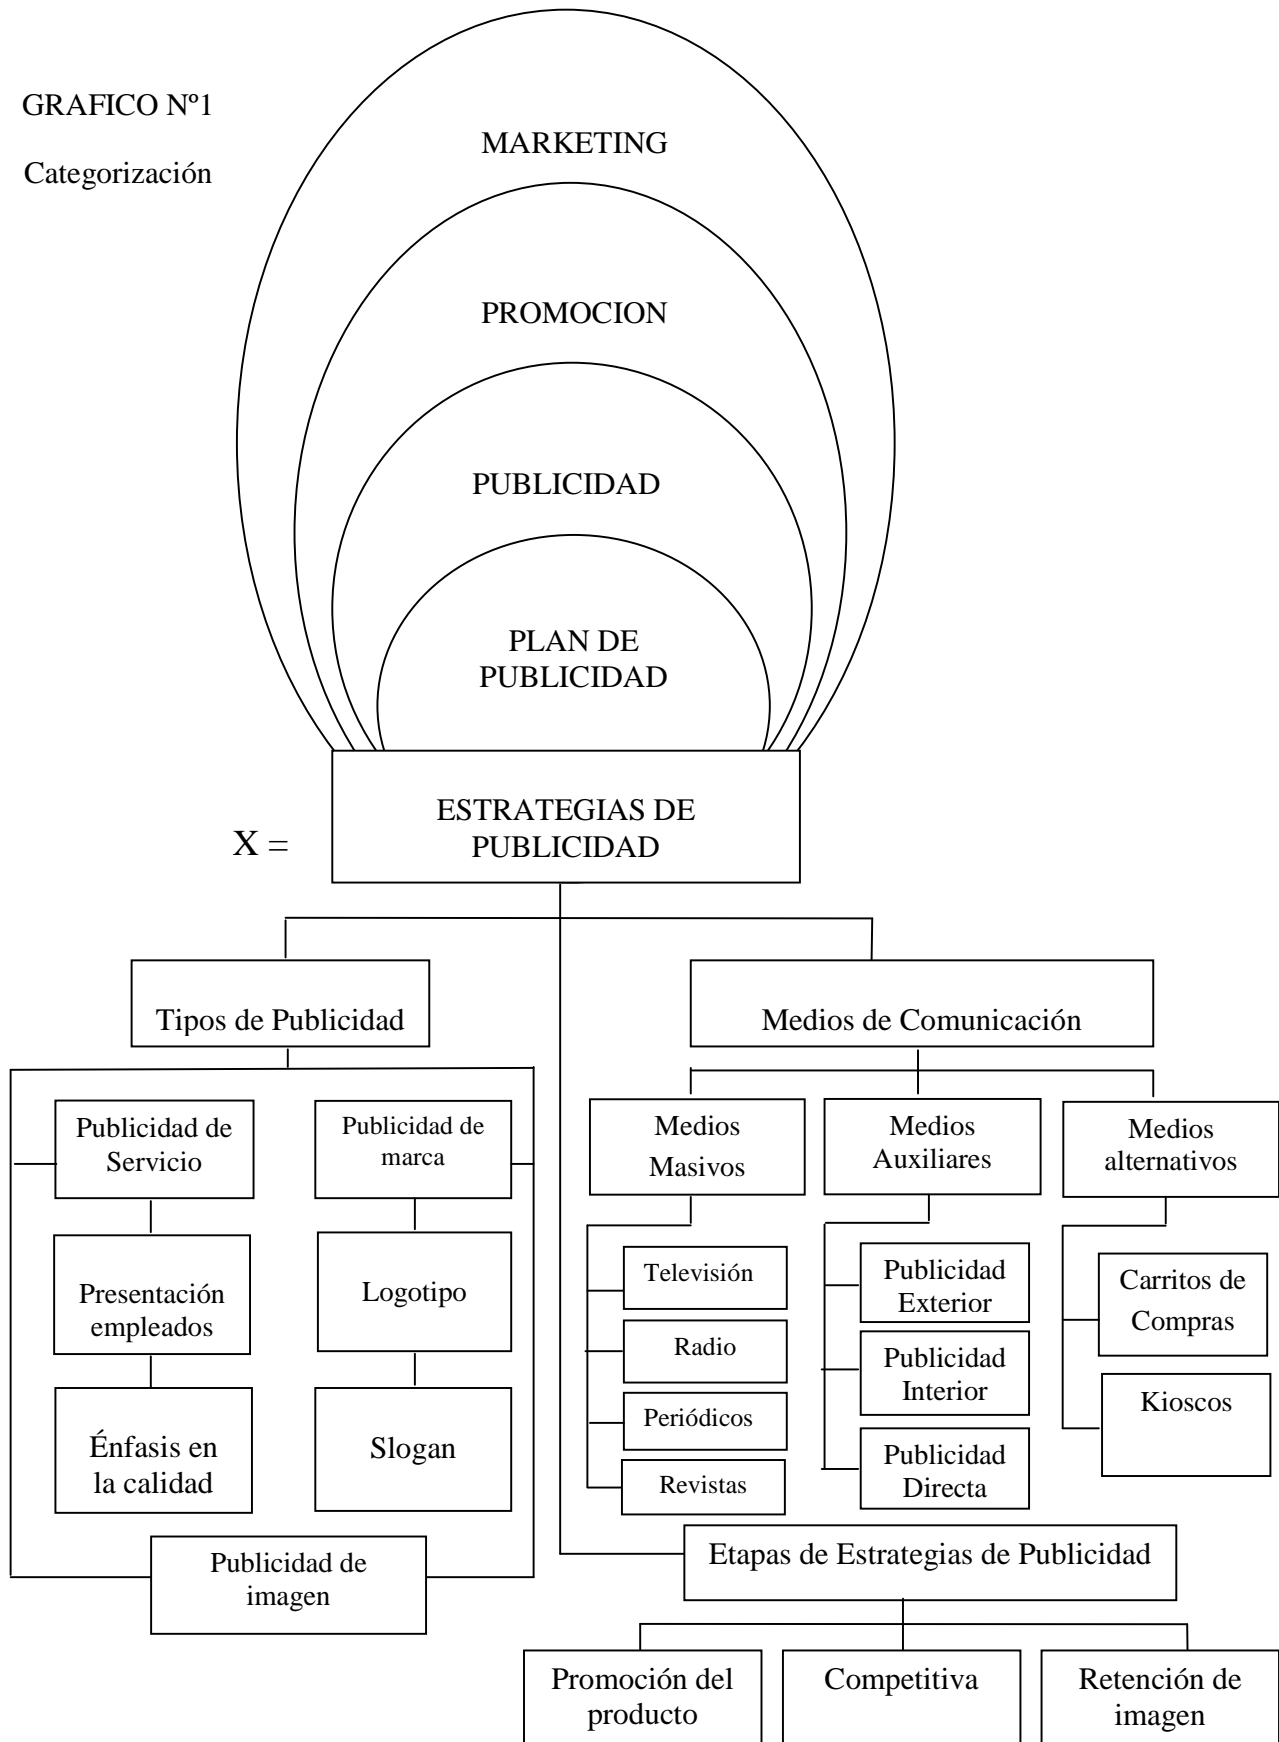 GRAFICO Nº1
Categorización
MARKETING
PROMOCION
PUBLICIDAD
PLAN DE
PUBLICIDAD
X =
ESTRATEGIAS DE
PUBLICIDAD
Tipos de Publicidad
Medios de Comunicación
Publicidad de
Servicio
Publicidad de
marca
Presentación
empleados
Logotipo
Énfasis en
la calidad
Slogan
Publicidad de
imagen
Medios
Masivos
Medios
Auxiliares
Medios
alternativos
Televisión
Radio
Periódicos
Revistas
Publicidad
Exterior
Publicidad
Interior
Publicidad
Directa
Carritos de
Compras
Kioscos
Etapas de Estrategias de Publicidad
Promoción del
producto
Competitiva
Retención de
imagen